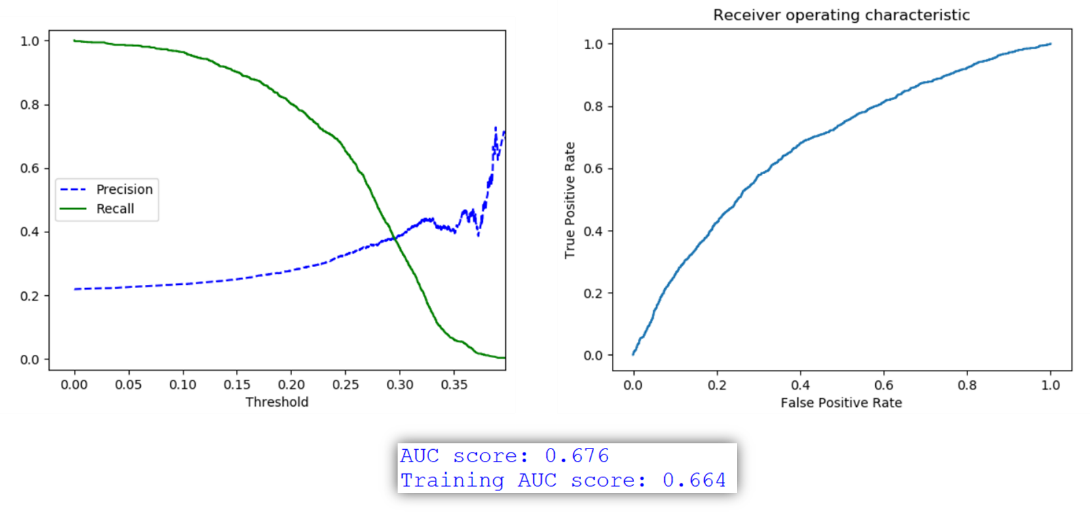 1.0
0.8
0.6
0.4
0.2
0.0
Precision
Recall
0.00 0.05 0.10 0.15 0.20 0.25 0.30 0.35
Threshold
Receiver operating characteristic
True Positive Rate
1.0
0.8
0.6
0.4
0.2
0.0
0.0 0.2 0.4 0.6 0.8 1.0
False Positive Rate
AUC score: 0.676
Training AUC score: 0.664